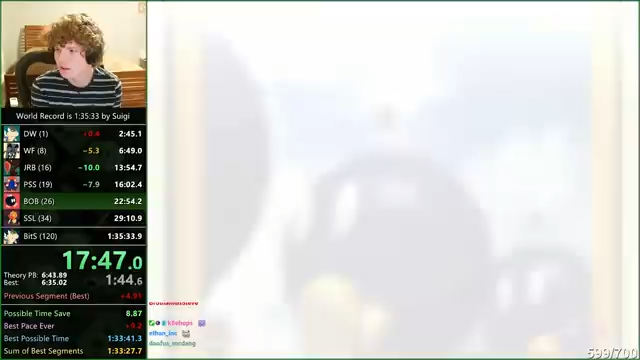 World Record is 1:35:33 by Suigi
DW (1) +0.4 2:45.1
WF (8) −5.3 6:49.0
JRB (16) −10.0 13:54.7
PSS (19) −7.9 16:02.4
BOB (26) 22:54.2
SSL (34) 29:10.9
BitS (120) 1:35:33.9
17:47.0
Theory PB: 6:43.89
Best: 6:35.02
1:44.6
Previous Segment (Best) +4.91
Possible Time Save 8.87
Best Pace Ever
Best Possible Time 1:33:41.3
Sum of Best Segments 1:33:27.7
599/700